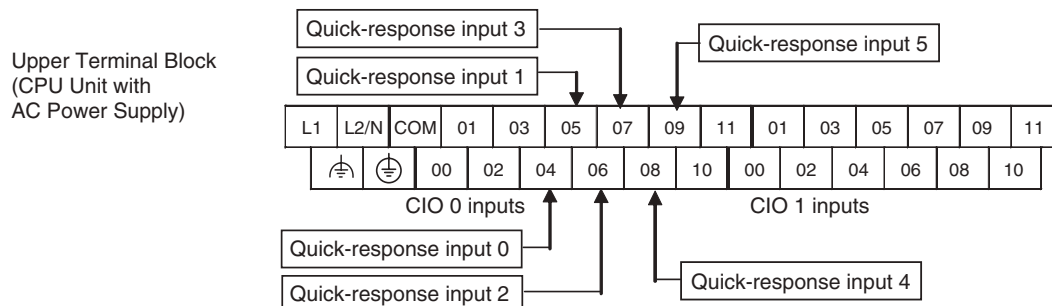 Quick-response input 3
Quick-response input 5
Upper Terminal Block
(CPU Unit with
AC Power Supply)
Quick-response input 1
L1 L2/N COM 01 03 05 07 09 11 01 03 05 07 09 11
00 02 04 06 08 10 00 02 04 06 08 10
CIO 0 inputs CIO 1 inputs
Quick-response input 0
Quick-response input 4
Quick-response input 2